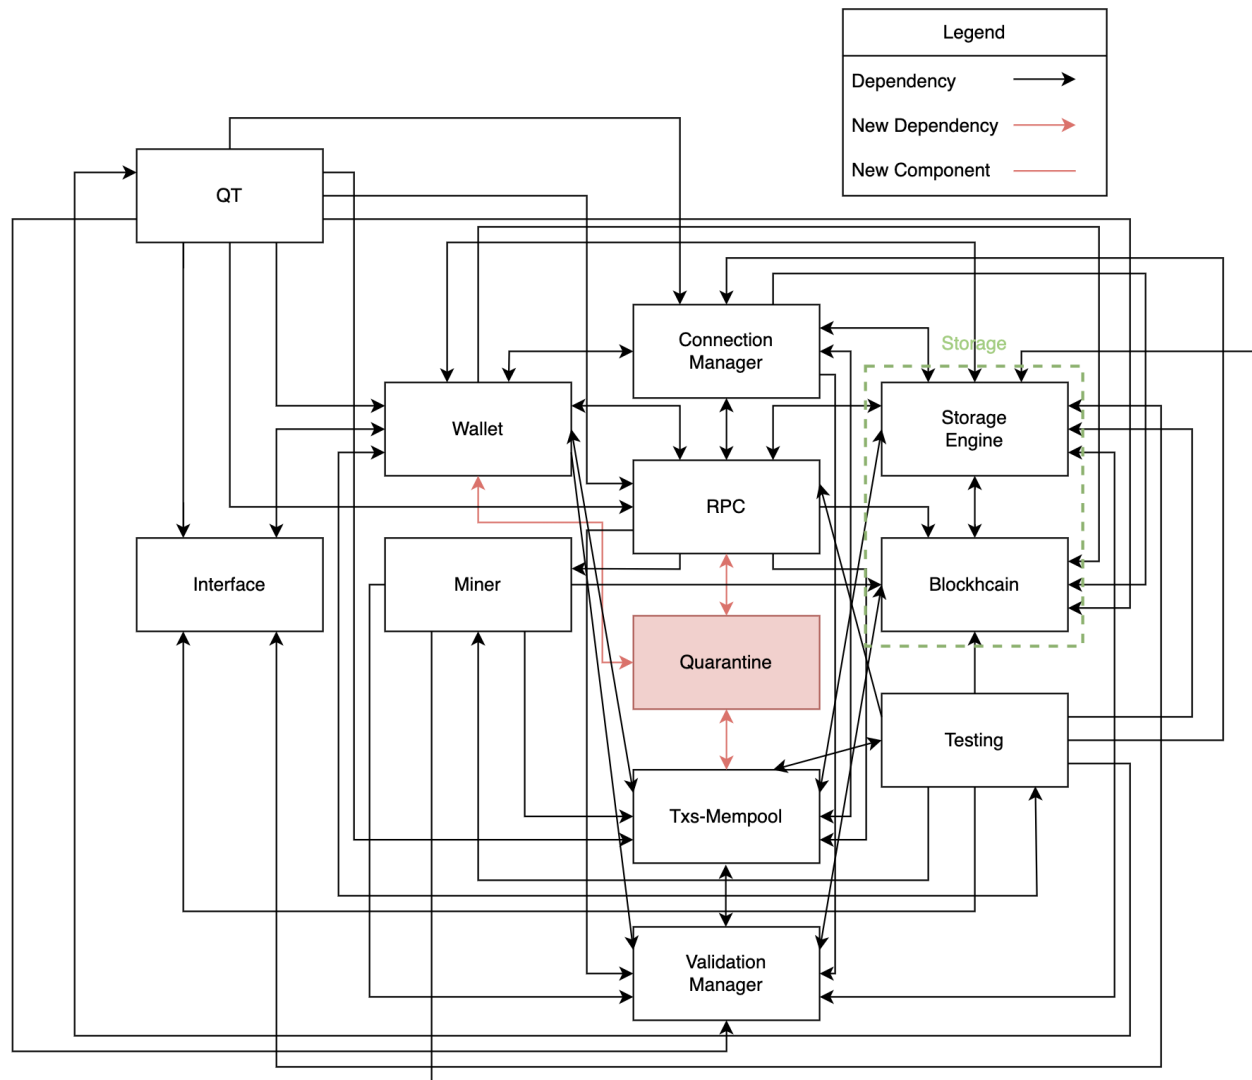 Legend
Dependency
New Dependency
New Component
QT
Connection
Manager
Storage
Wallet
Storage
Engine
RPC
Interface
Miner
Blockhcain
Quarantine
Testing
Txs-Mempool
Validation
Manager